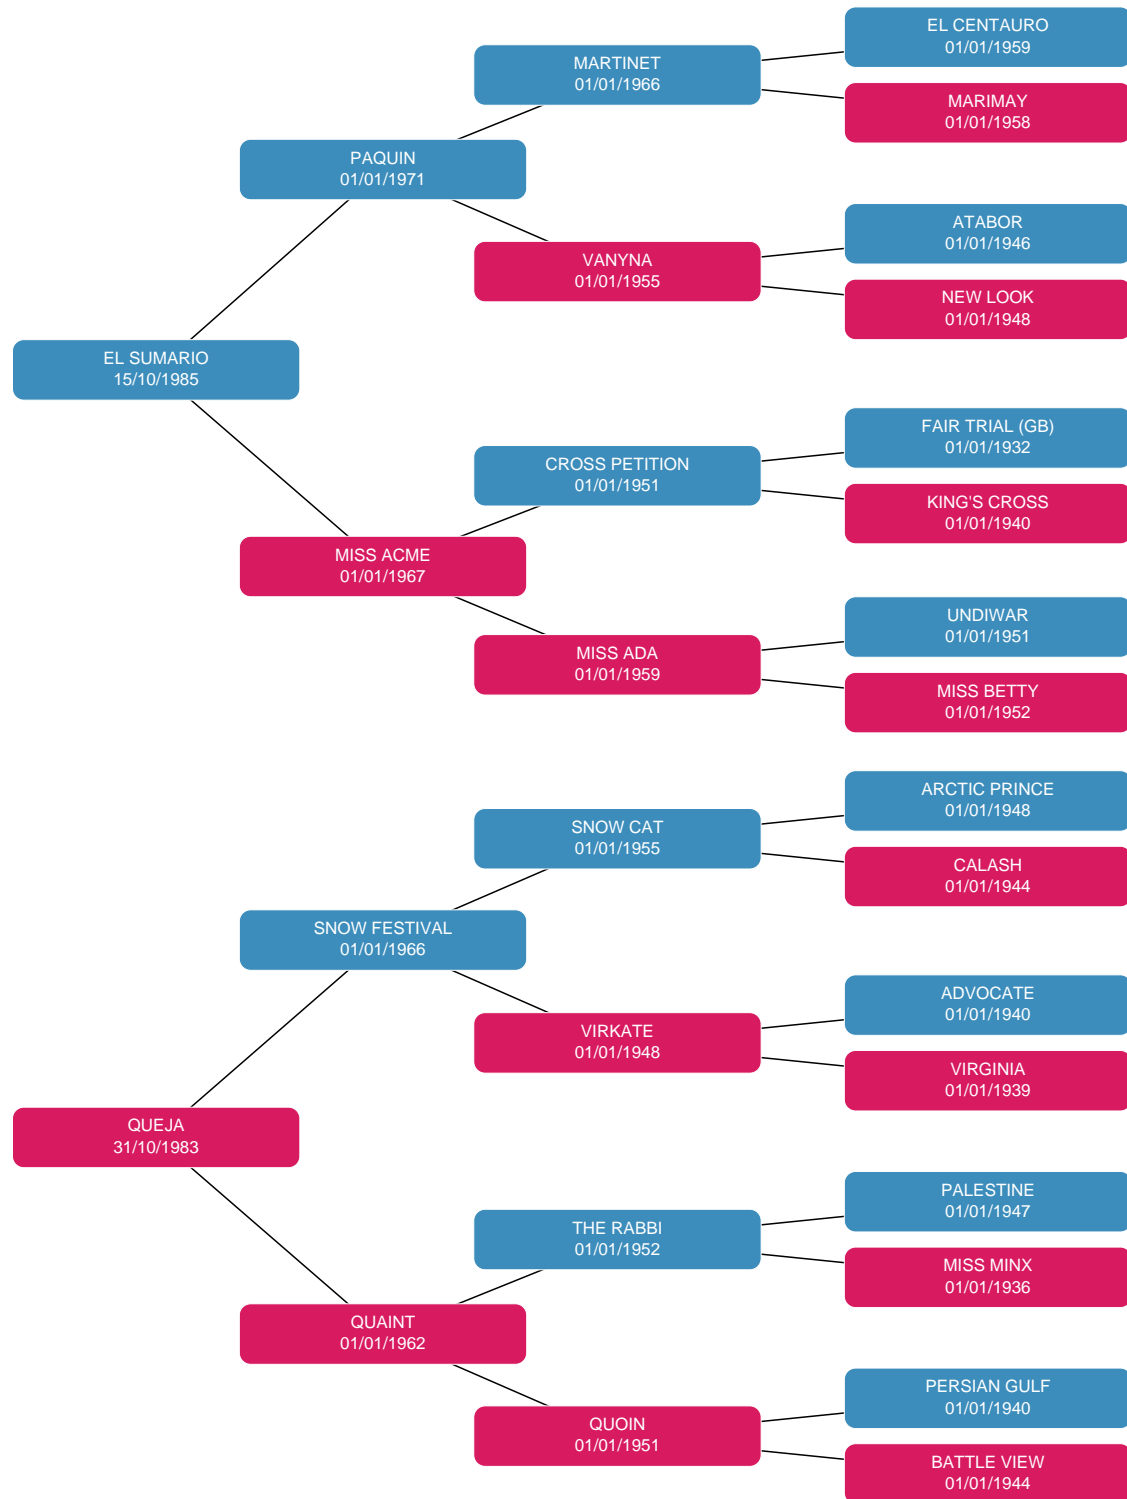 EL CENTAURO
01/01/1959
MARTINET
01/01/1966
MARIMAY
01/01/1958
PAQUIN
01/01/1971
ATABOR
01/01/1946
VANYNA
01/01/1955
NEW LOOK
01/01/1948
EL SUMARIO
15/10/1985
FAIR TRIAL (GB)
01/01/1932
CROSS PETITION
01/01/1951
KING'S CROSS
01/01/1940
MISS ACME
01/01/1967
UNDIWAR
01/01/1951
MISS ADA
01/01/1959
MISS BETTY
01/01/1952
ARCTIC PRINCE
01/01/1948
SNOW CAT
01/01/1955
CALASH
01/01/1944
SNOW FESTIVAL
01/01/1966
ADVOCATE
01/01/1940
VIRKATE
01/01/1948
VIRGINIA
01/01/1939
QUEJA
31/10/1983
PALESTINE
01/01/1947
THE RABBI
01/01/1952
MISS MINX
01/01/1936
QUAINT
01/01/1962
PERSIAN GULF
01/01/1940
QUOIN
01/01/1951
BATTLE VIEW
01/01/1944